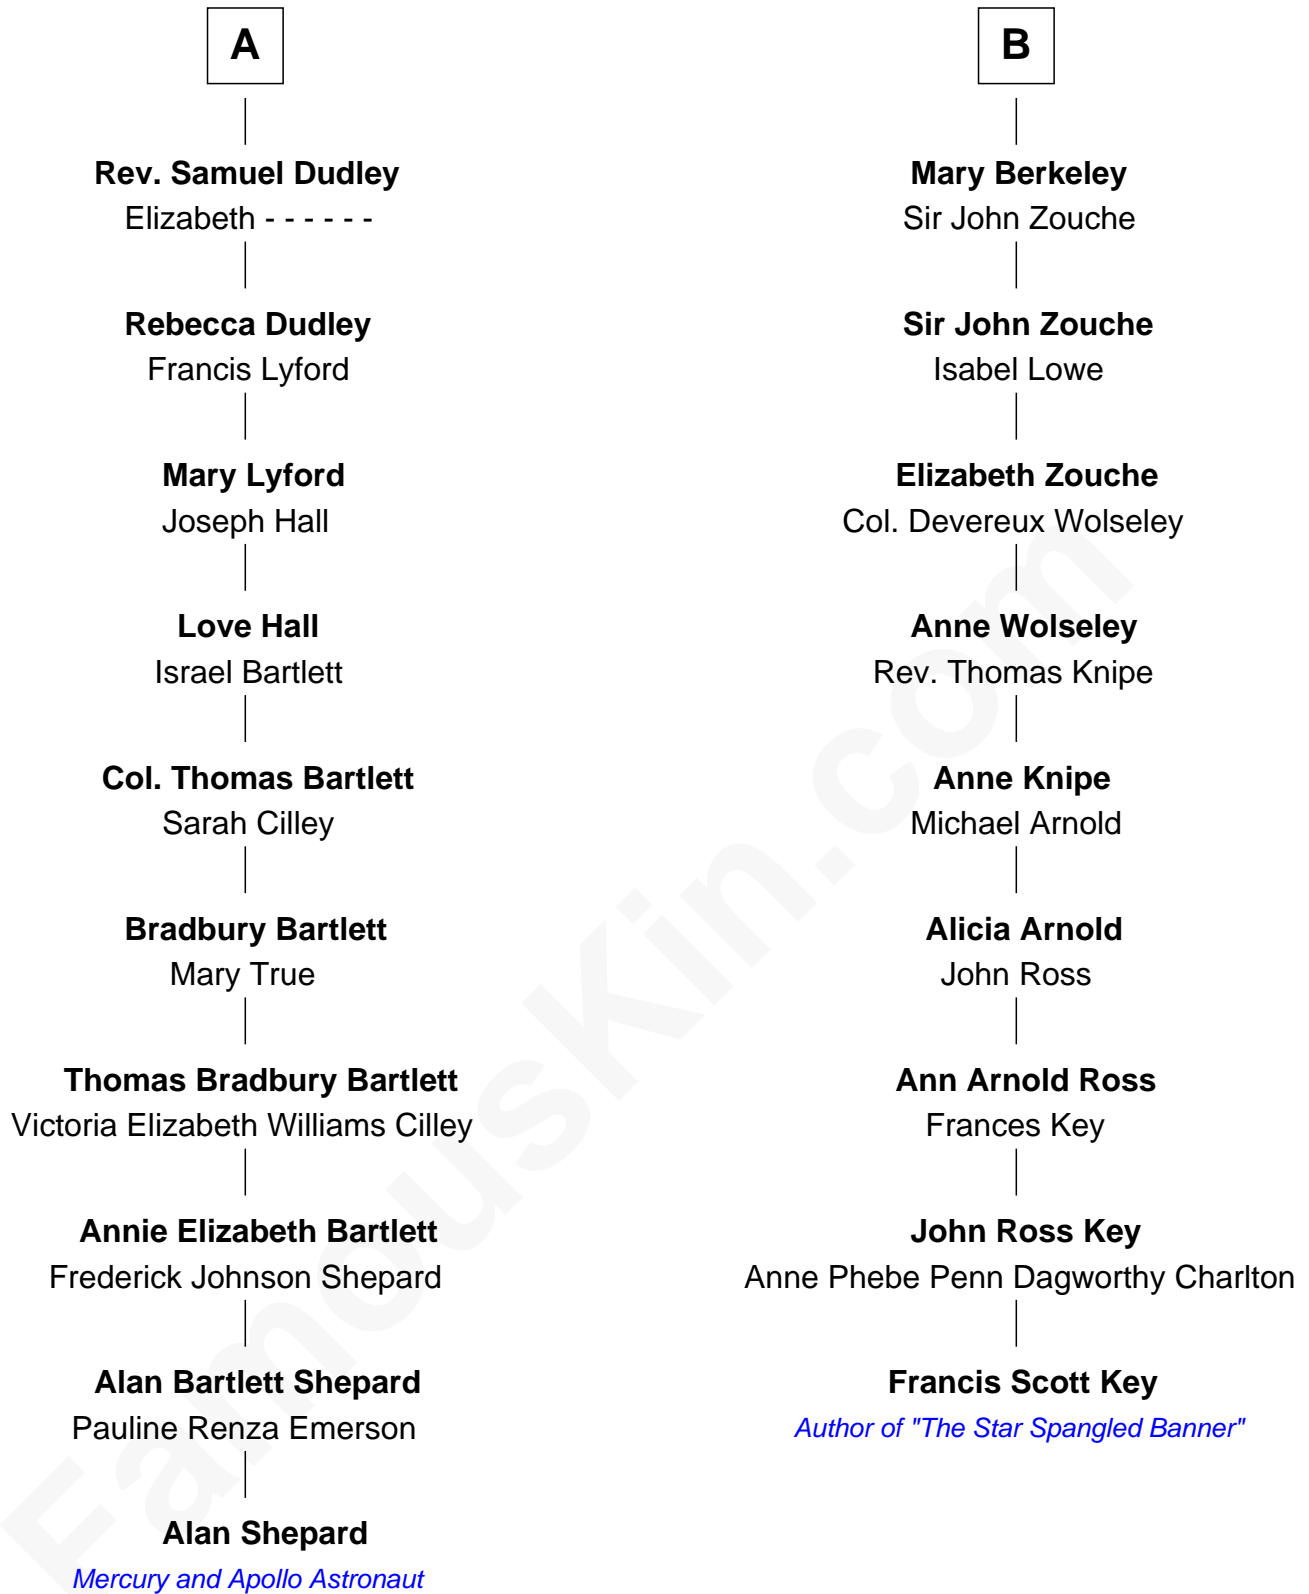 A
Rev. Samuel Dudley
Elizabeth - - - - - -
Rebecca Dudley
Francis Lyford
Mary Lyford
Joseph Hall
Love Hall
Israel Bartlett
Col. Thomas Bartlett
Sarah Cilley
Bradbury Bartlett
Mary True
Thomas Bradbury Bartlett
Victoria Elizabeth Williams Cilley
Annie Elizabeth Bartlett
Frederick Johnson Shepard
Alan Bartlett Shepard
Pauline Renza Emerson
Alan Shepard
Mercury and Apollo Astronaut
B
Mary Berkeley
Sir John Zouche
Sir John Zouche
Isabel Lowe
Elizabeth Zouche
Col. Devereux Wolseley
Anne Wolseley
Rev. Thomas Knipe
Anne Knipe
Michael Arnold
Alicia Arnold
John Ross
Ann Arnold Ross
Frances Key
John Ross Key
Anne Phebe Penn Dagworthy Charlton
Francis Scott Key
Author of "The Star Spangled Banner"
FamousKin.com